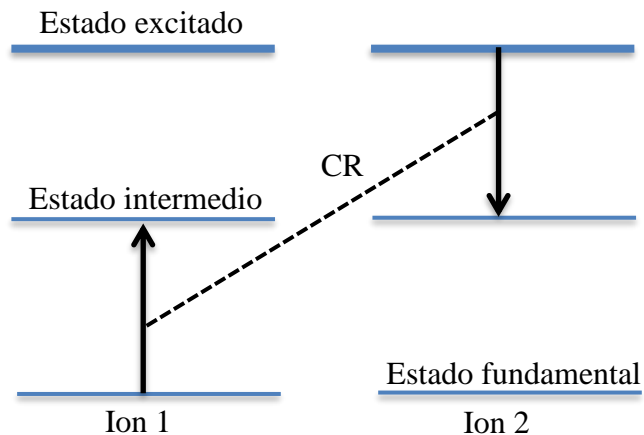 Estado excitado
CR
Estado intermedio
Estado fundamental
Ion 1
Ion 2